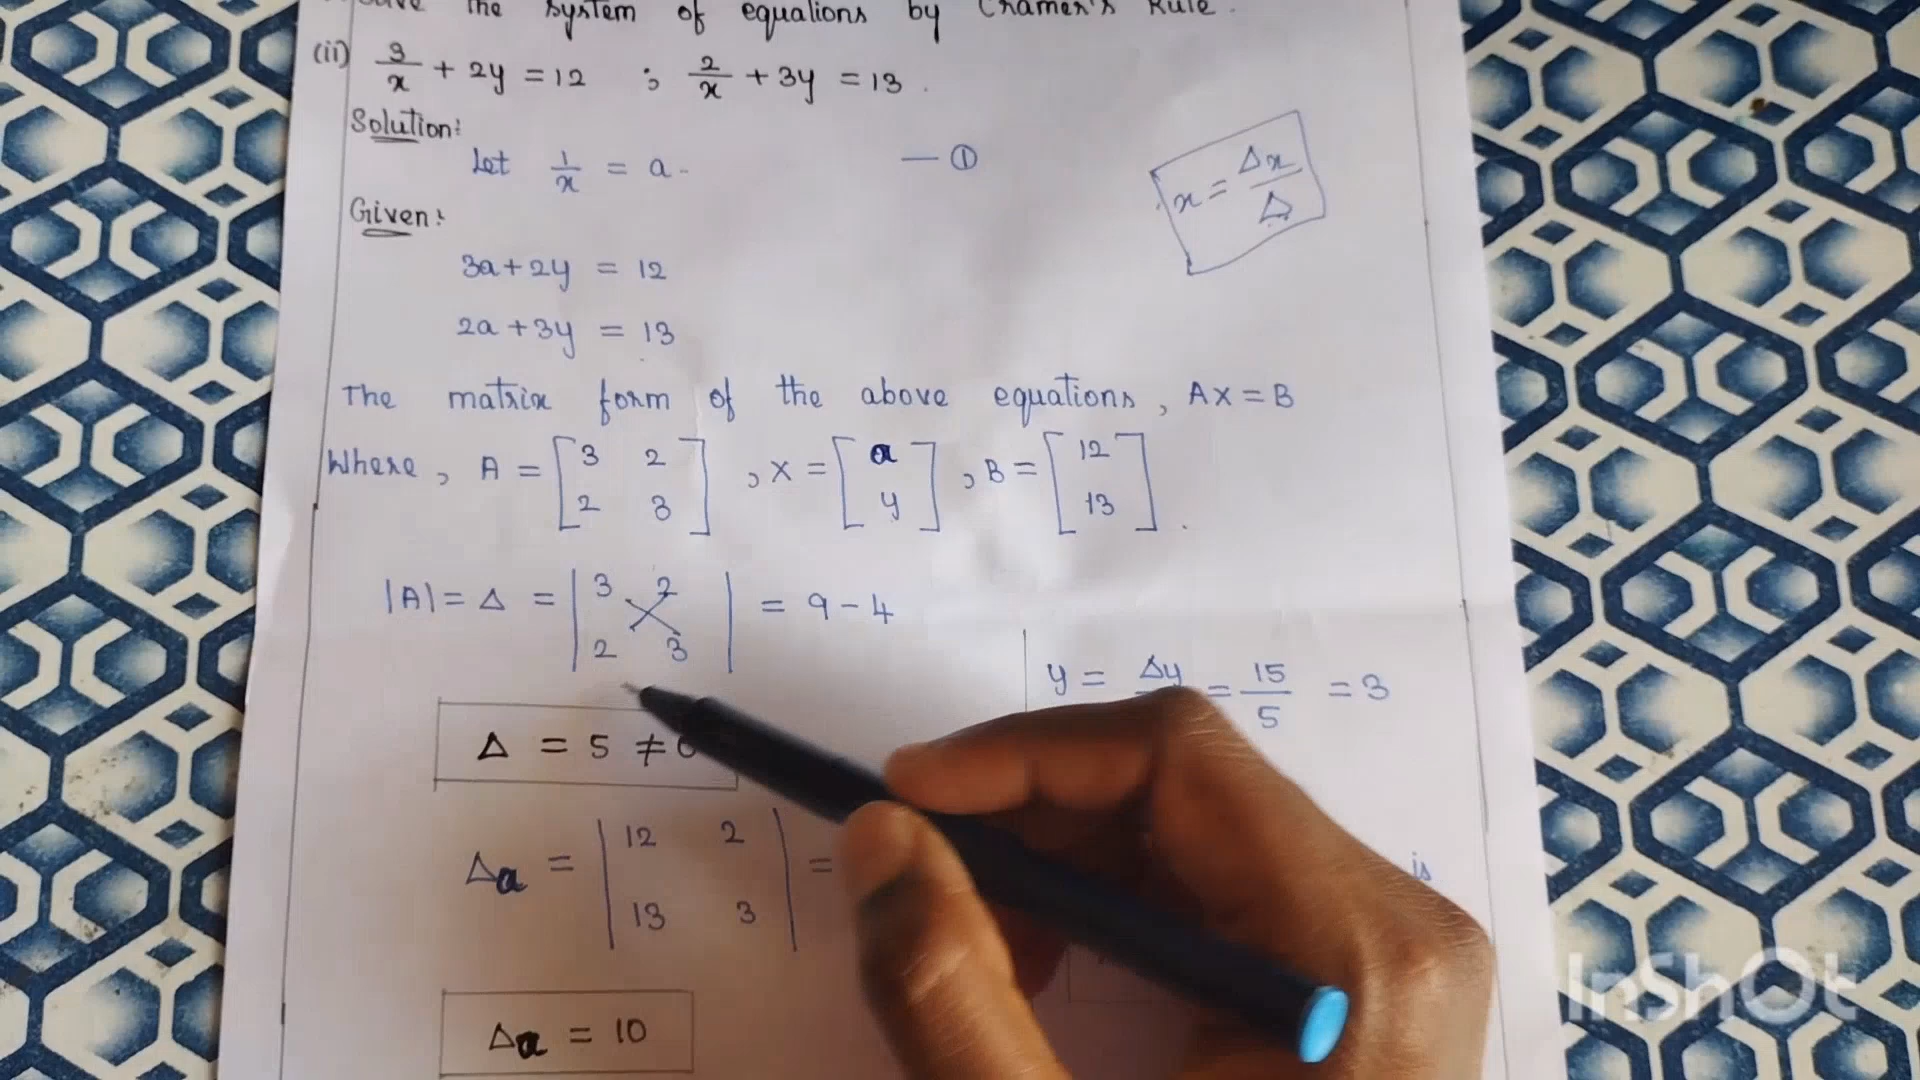 the system of equations by Cramer's Rule.
(ii) 3/x + 2y = 12 ; 2/x + 3y = 13.
Solution:
Let 1/x = a. — ①
x = Δx/Δ
Given:
3a + 2y = 12
2a + 3y = 13
The matrix form of the above equations, AX = B
Where, A = [3 2 2 3], X = [a y], B = [12 13].
|A| = Δ = |3 2 2 3| = 9 - 4
Δ = 5 ≠ 0
Δa = |12 2 13 3| =
Δa = 10
y = Δy = 15/5 = 3
is
InShOt